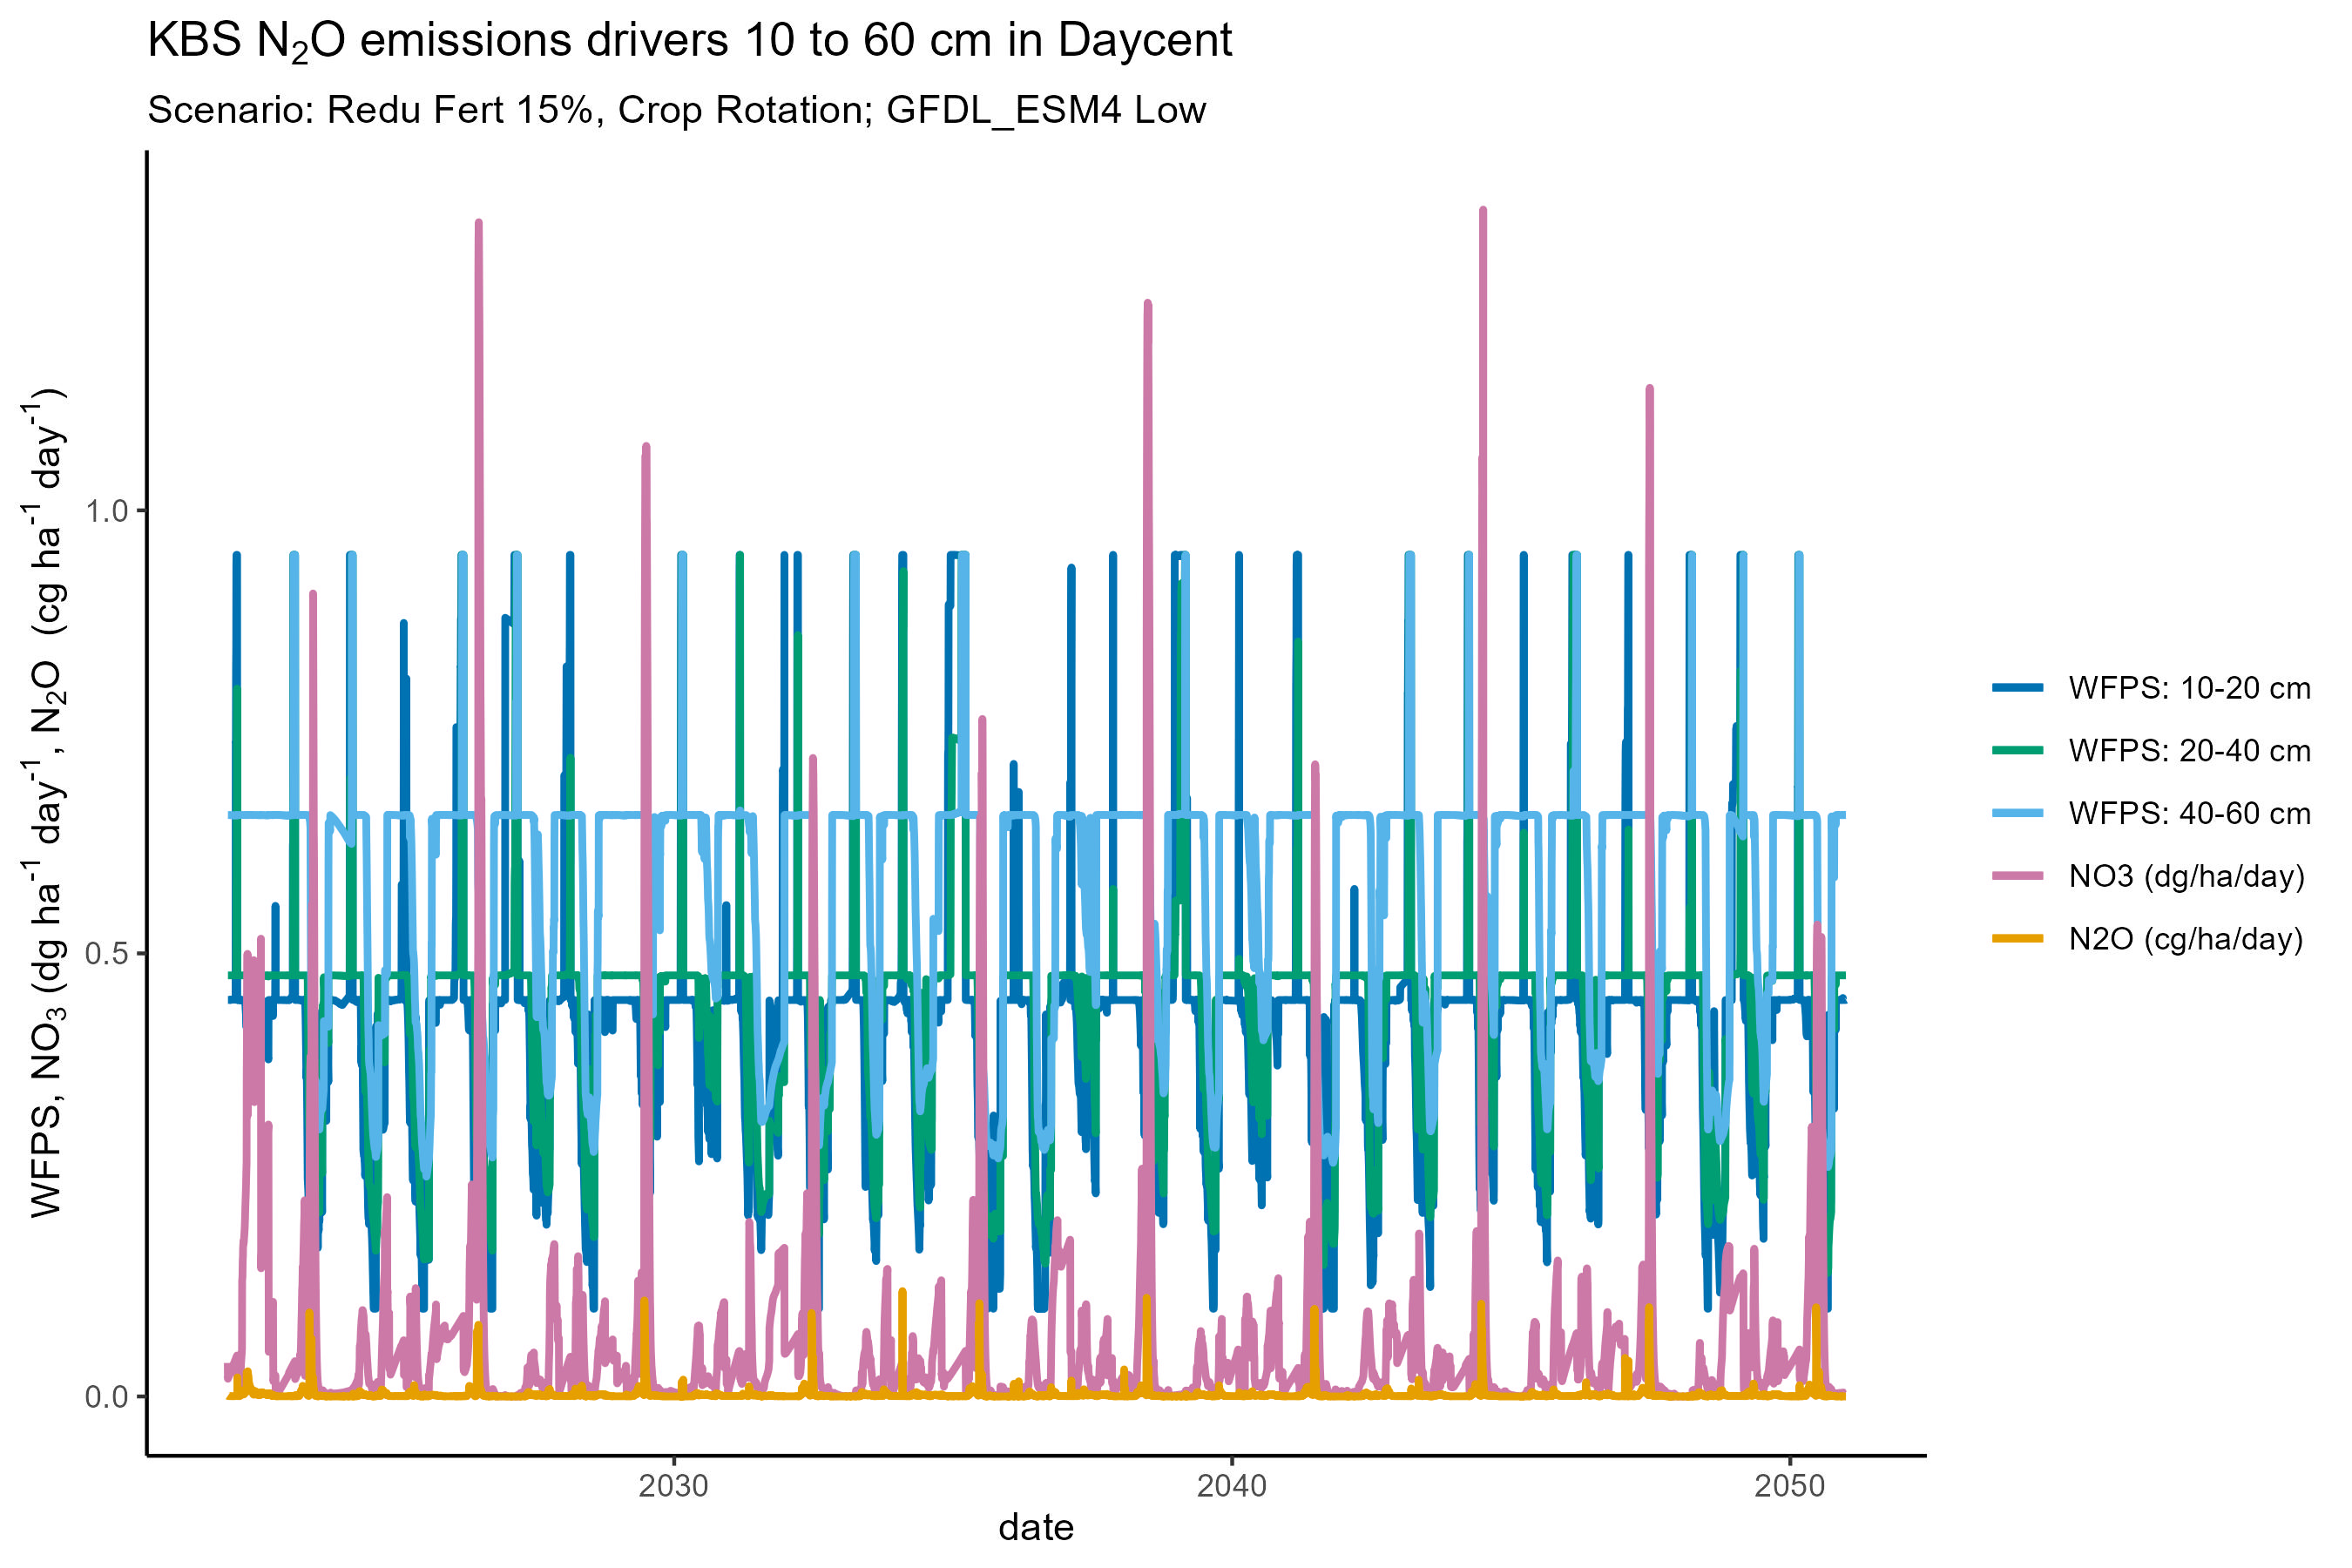 KBS N₂O emissions drivers 10 to 60 cm in Daycent
Scenario: Redu Fert 15%, Crop Rotation; GFDL_ESM4 Low
WFPS, NO₃ (dg ha⁻¹ day⁻¹, N₂O (cg ha⁻¹ day⁻¹)
1.0
0.5
0.0
2030
2040
2050
date
WFPS: 10-20 cm
WFPS: 20-40 cm
WFPS: 40-60 cm
NO3 (dg/ha/day)
N2O (cg/ha/day)